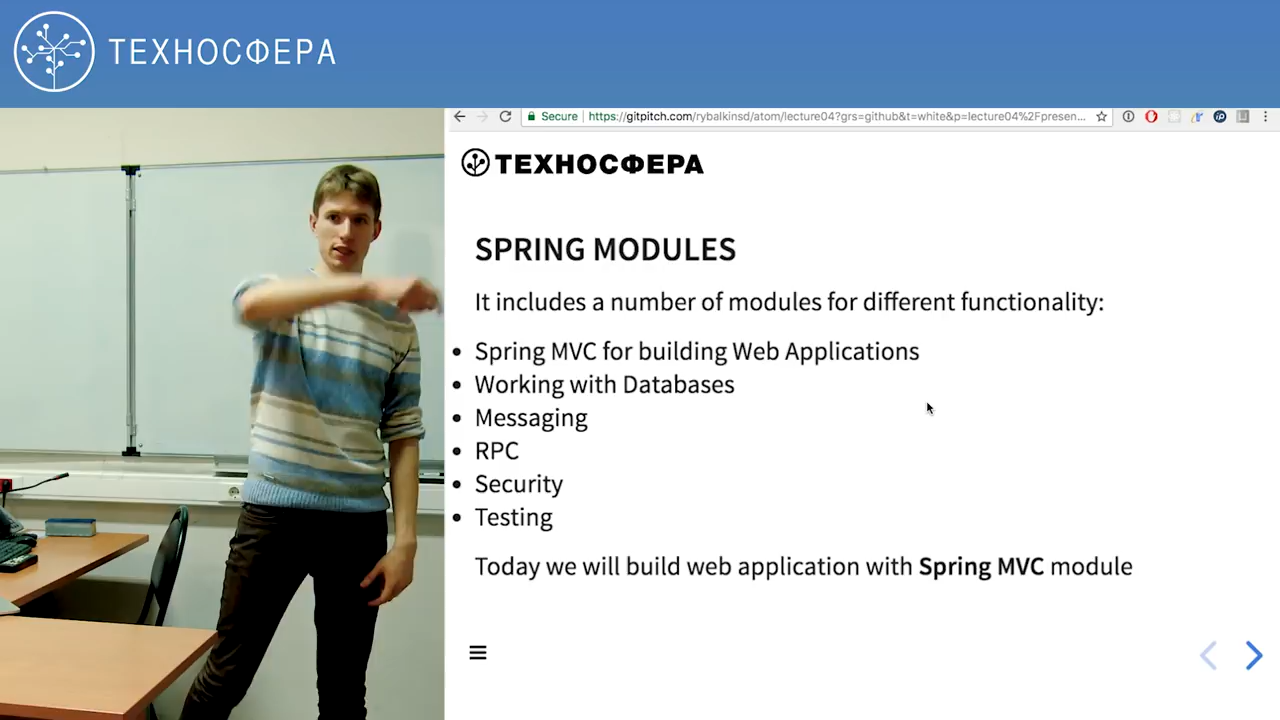 ТЕХНОСФЕРА
Secure https://gitpitch.com/rybalkinsd/atom/lecture04?grs=github&t=white&p=lecture04%2Fpresen...
ТЕХНОСФЕРА
SPRING MODULES
It includes a number of modules for different functionality:
• Spring MVC for building Web Applications
• Working with Databases
• Messaging
• RPC
• Security
• Testing
Today we will build web application with Spring MVC module